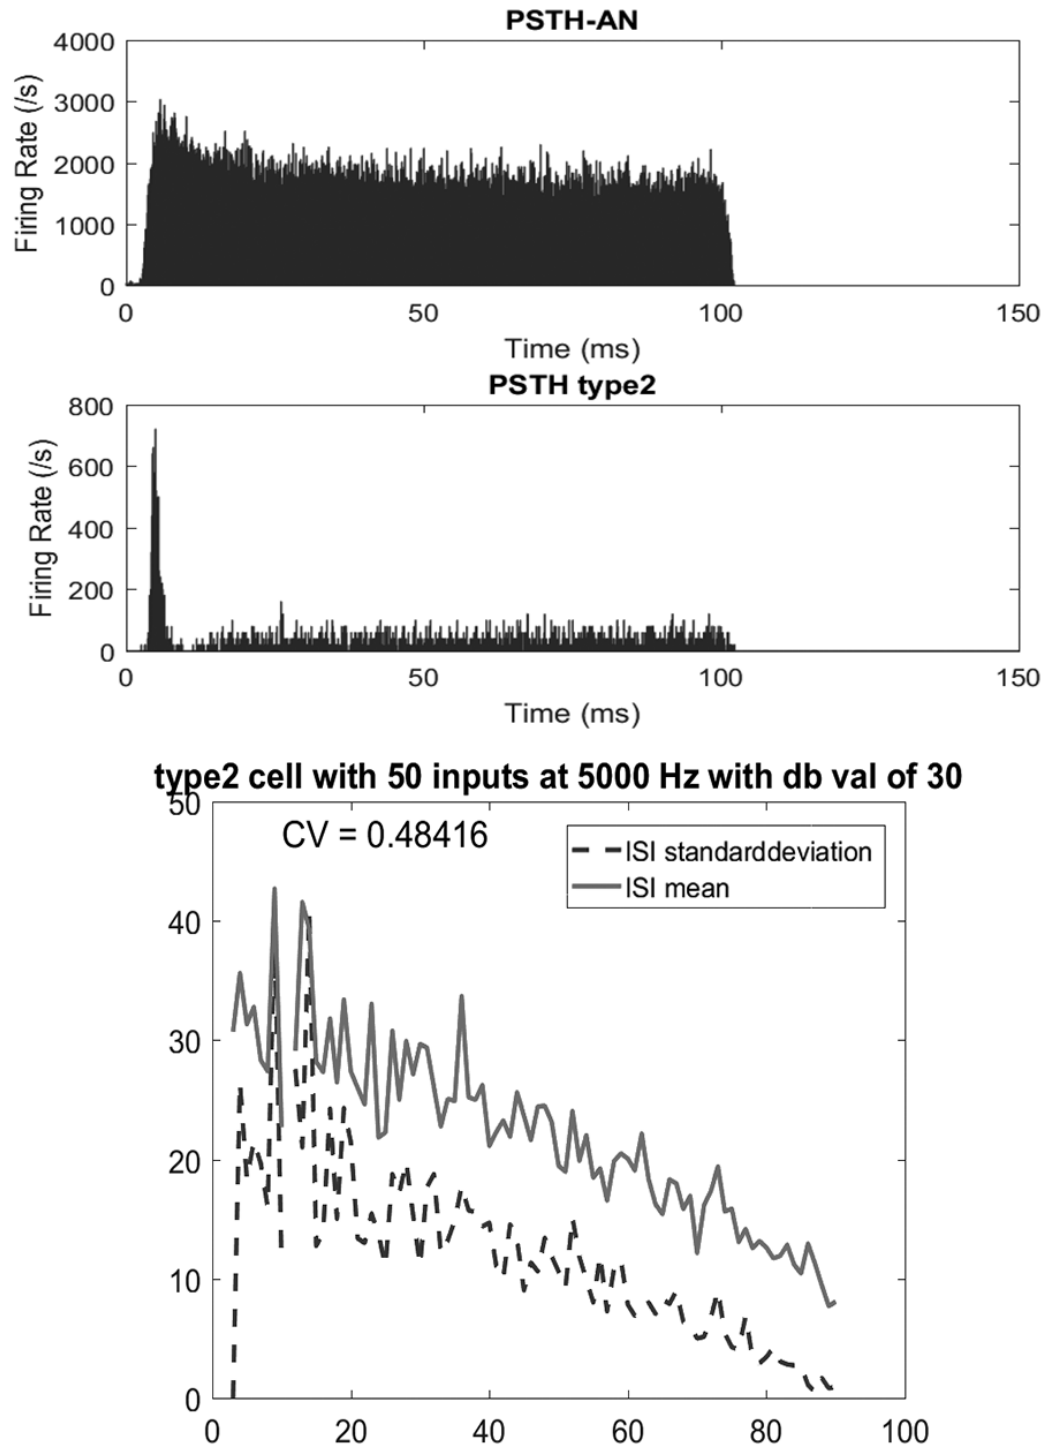 PSTH-AN
4000
3000
2000
1000
0
Firing Rate (/s)
0 50 100 150
Time (ms)
PSTH type2
800
600
400
200
0
Firing Rate (/s)
0 50 100 150
Time (ms)
type2 cell with 50 inputs at 5000 Hz with db val of 30
50
40
30
20
10
0
CV = 0.48416
ISI standarddeviation
ISI mean
0 20 40 60 80 100